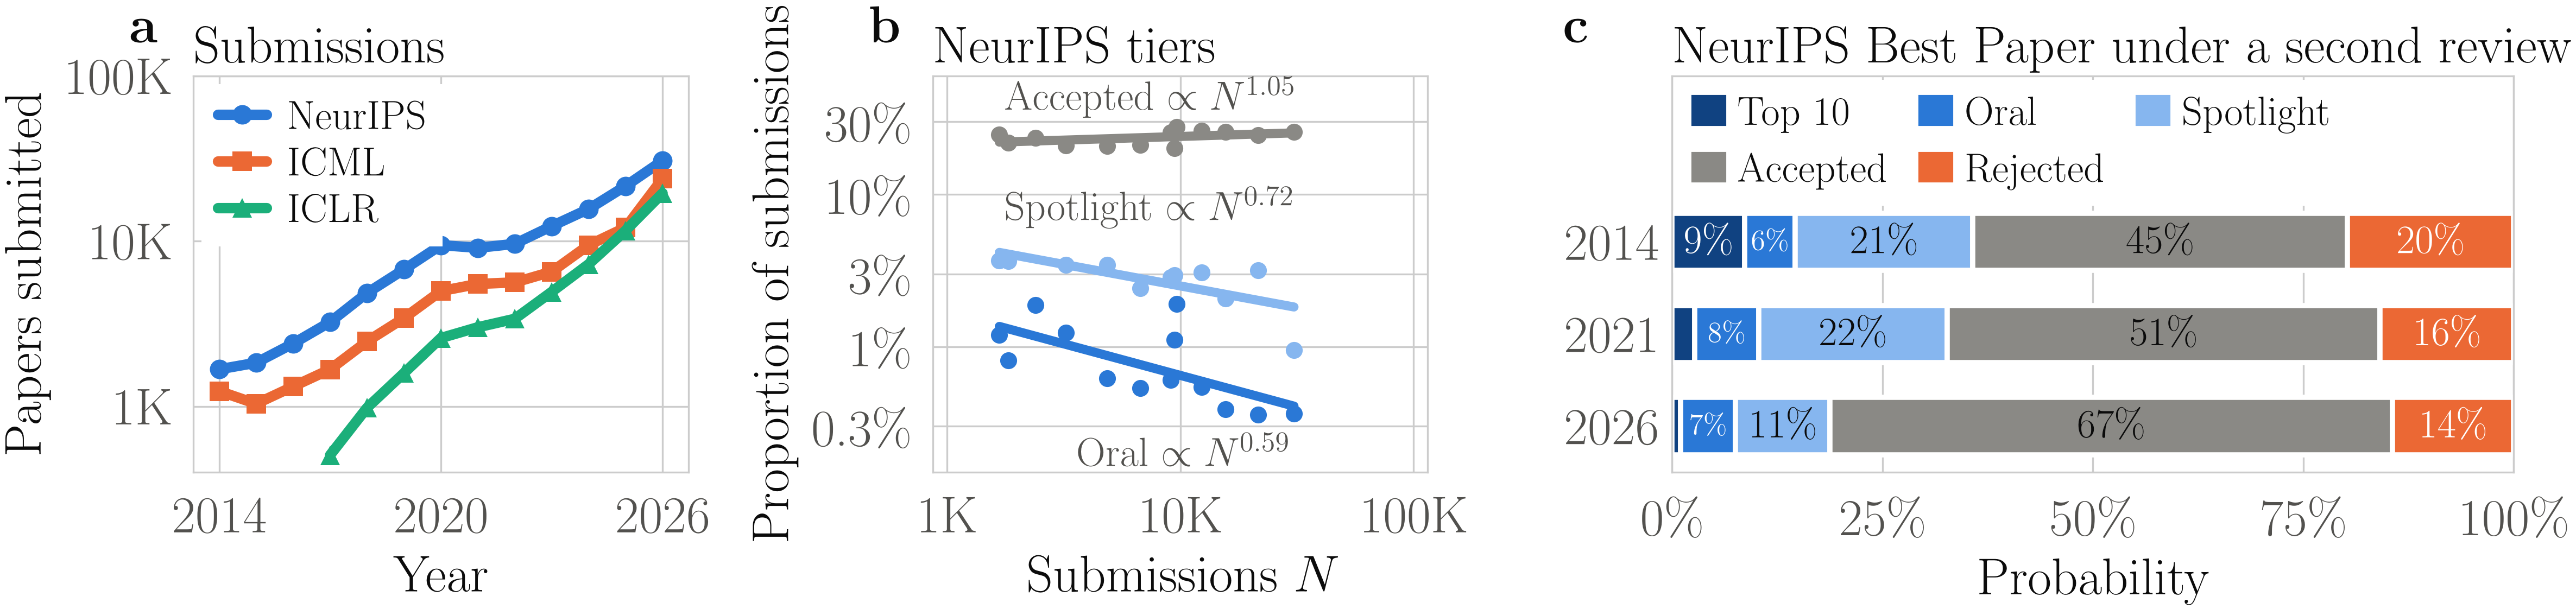 a
Submissions
Papers submitted
100K
10K
1K
NeurIPS
ICML
ICLR
2014 2020 2026
Year
b
NeurIPS tiers
Proportion of submissions
30%
10%
3%
1%
0.3%
Accepted ∝ N^1.05
Spotlight ∝ N^0.72
Oral ∝ N^0.59
1K 10K 100K
Submissions N
c
NeurIPS Best Paper under a second review
Top 10 Oral Spotlight
Accepted Rejected
2014 9% 6% 21% 45% 20%
2021 8% 22% 51% 16%
2026 7% 11% 67% 14%
0% 25% 50% 75% 100%
Probability